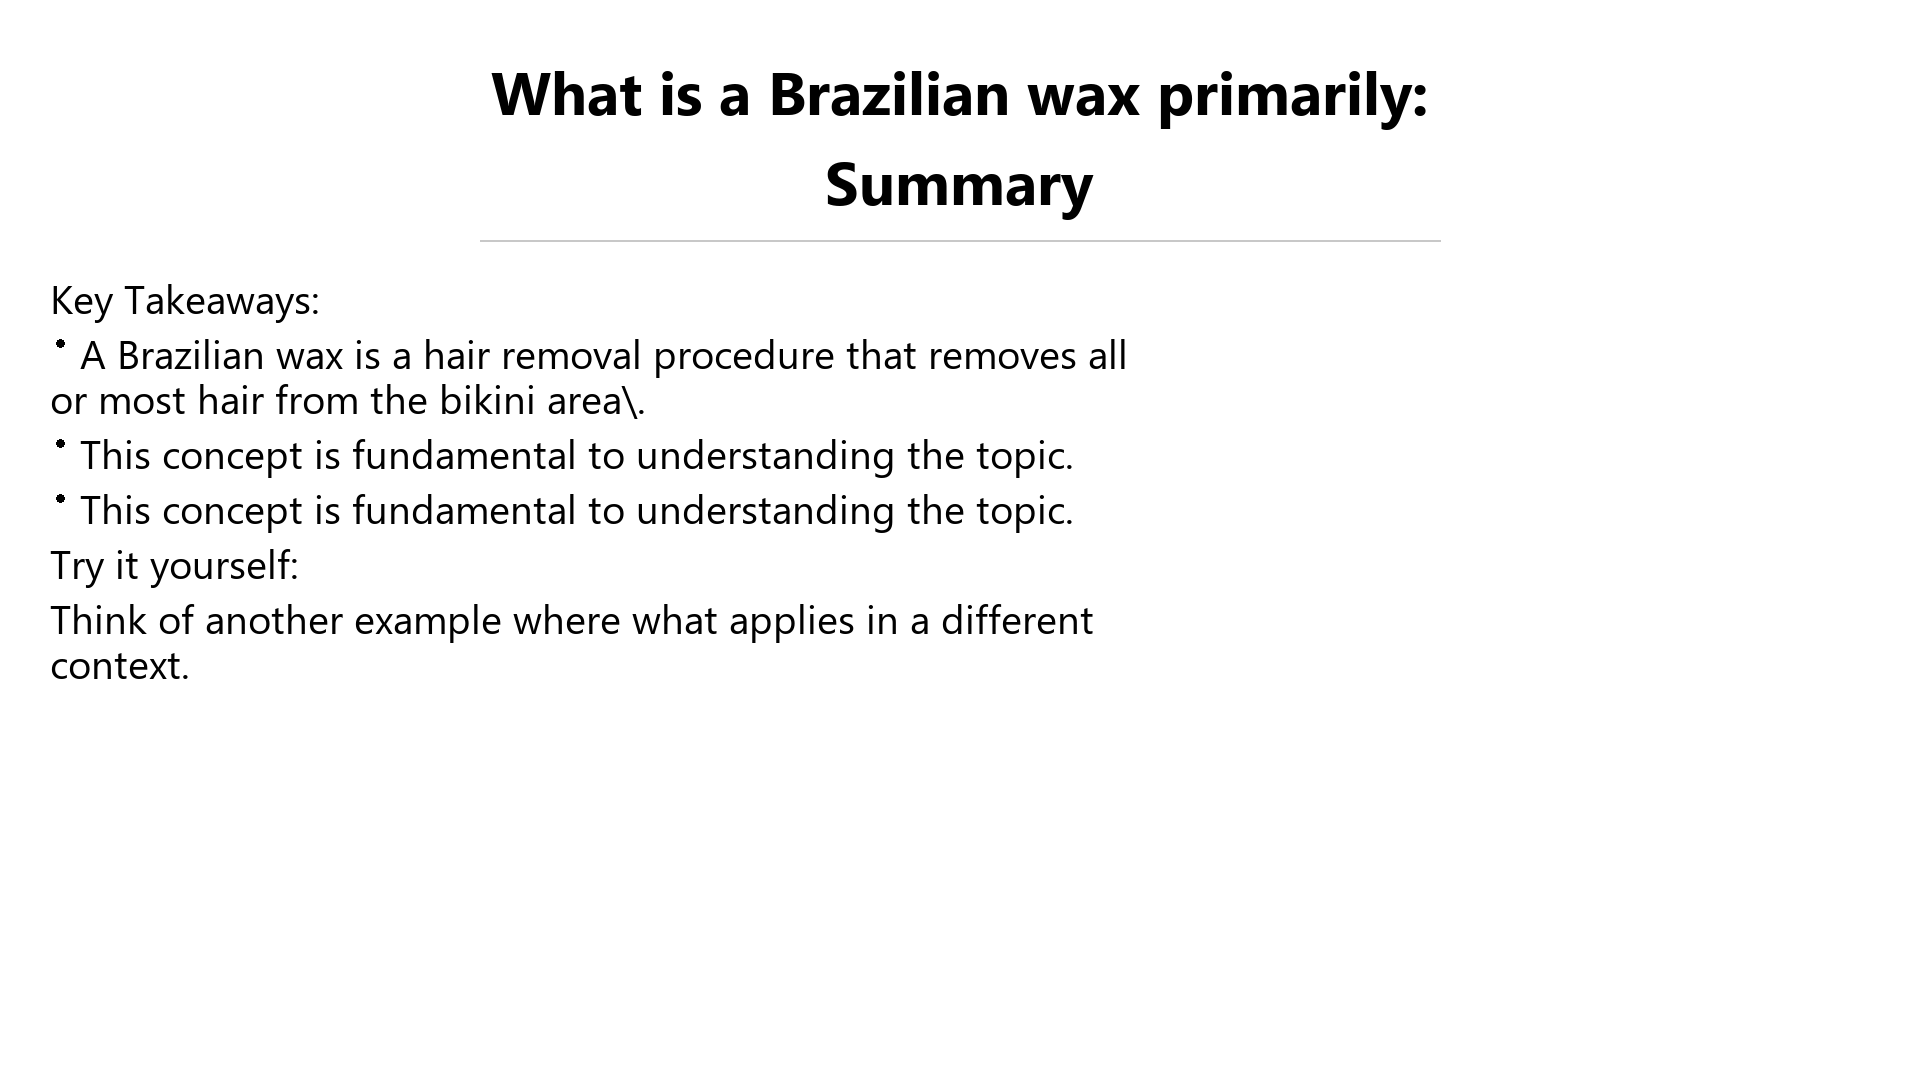 What is a Brazilian wax primarily:
Summary
Key Takeaways:
• A Brazilian wax is a hair removal procedure that removes all
or most hair from the bikini area\.
• This concept is fundamental to understanding the topic.
• This concept is fundamental to understanding the topic.
Try it yourself:
Think of another example where what applies in a different
context.